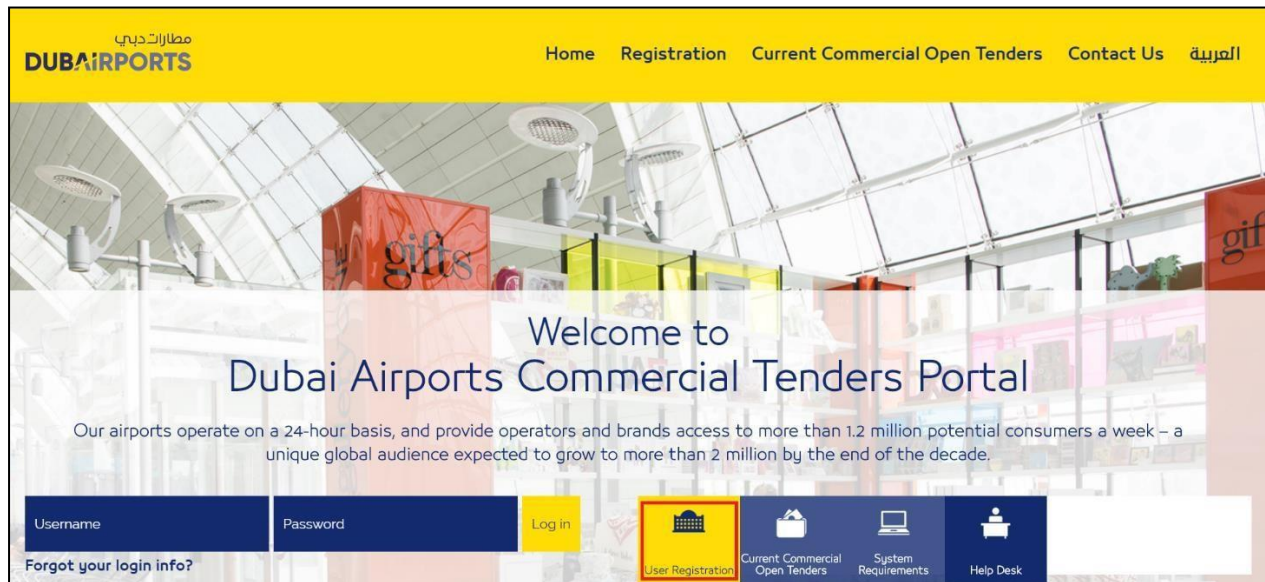 مطارات دبي
DUBAiRPORTS
Home Registration Current Commercial Open Tenders Contact Us العربية
gifts
gif
Welcome to
Dubai Airports Commercial Tenders Portal
Our airports operate on a 24-hour basis, and provide operators and brands access to more than 1.2 million potential consumers a week – a
unique global audience expected to grow to more than 2 million by the end of the decade.
Username Password Log in
Forgot your login info?
User Registration
Current Commercial
Open Tenders
System
Requirements
Help Desk